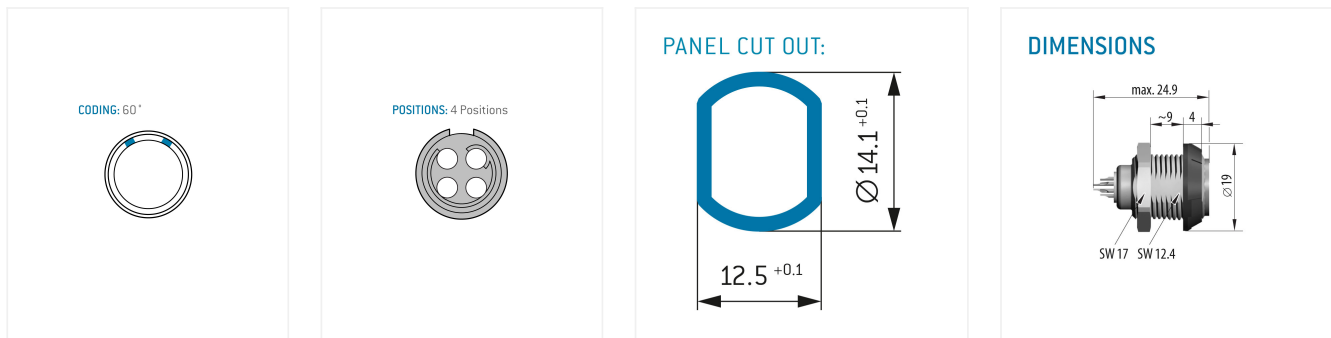 CODING: 60°
POSITIONS: 4 Positions
PANEL CUT OUT:
Ø14.1 +0.1
12.5 +0.1
DIMENSIONS
max. 24.9
~9
4
Ø19
SW 17
SW 12.4